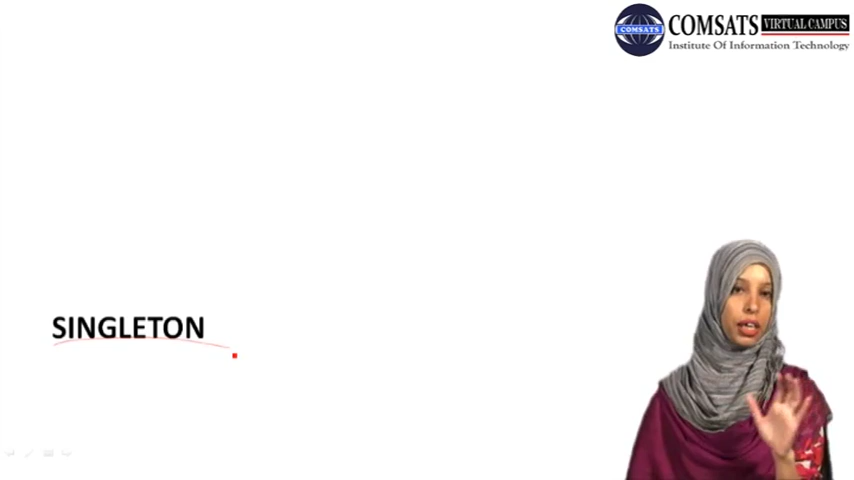 COMSATS VIRTUAL CAMPUS
COMSATS
Institute Of Information Technology
SINGLETON